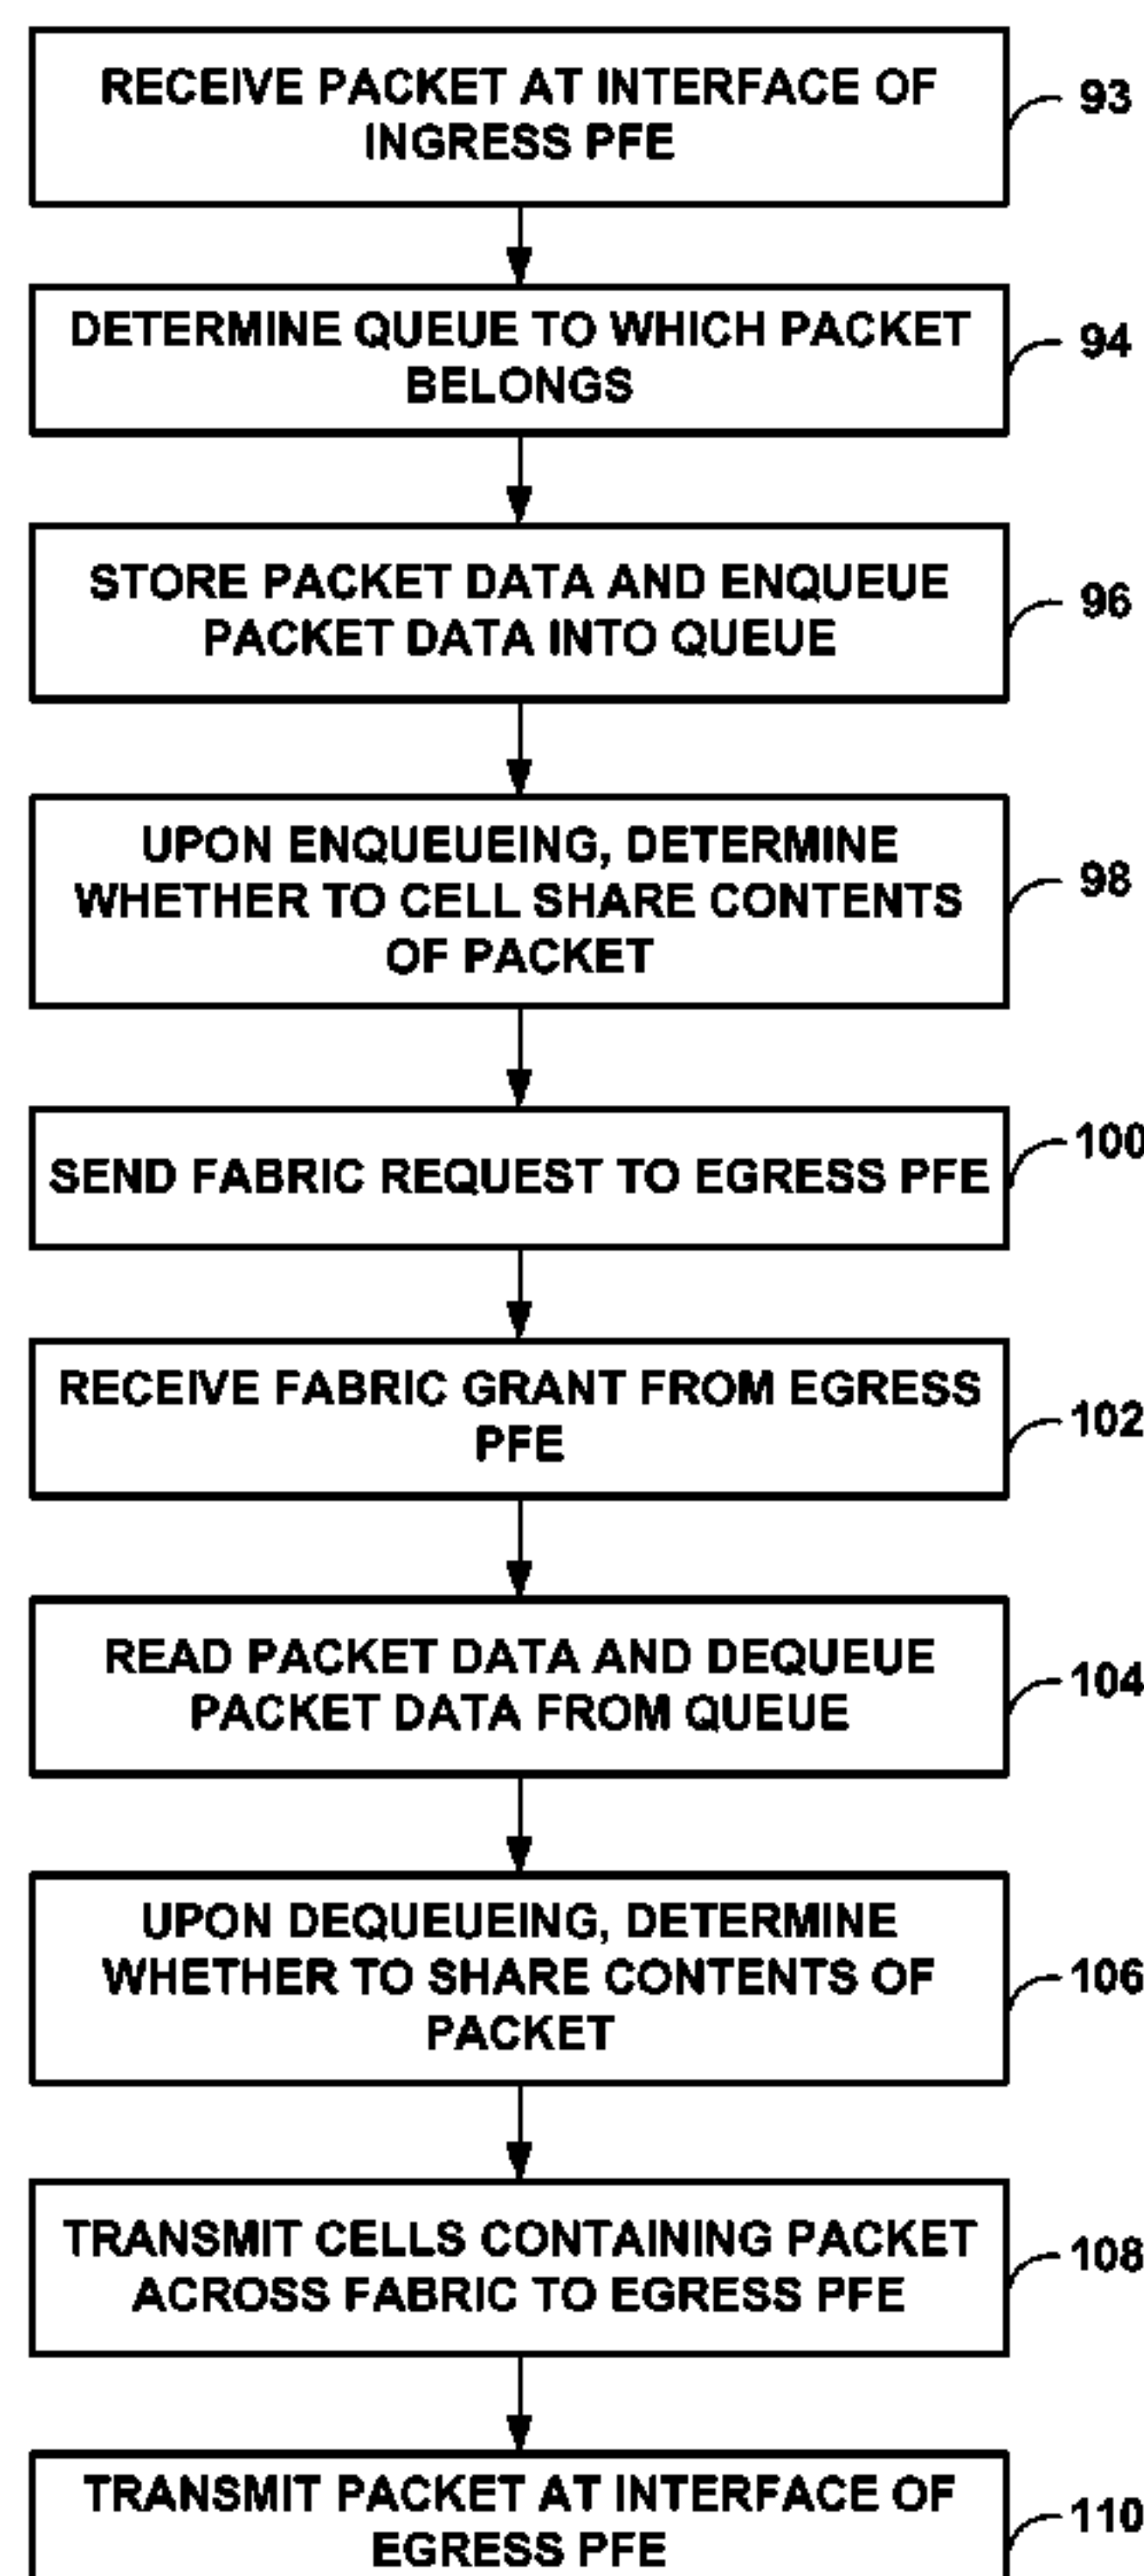 RECEIVE PACKET AT INTERFACE OF
INGRESS PFE
93
DETERMINE QUEUE TO WHICH PACKET
BELONGS
94
STORE PACKET DATA AND ENQUEUE
PACKET DATA INTO QUEUE
96
UPON ENQUEUEING, DETERMINE
WHETHER TO CELL SHARE CONTENTS
OF PACKET
98
SEND FABRIC REQUEST TO EGRESS PFE
100
RECEIVE FABRIC GRANT FROM EGRESS
PFE
102
READ PACKET DATA AND DEQUEUE
PACKET DATA FROM QUEUE
104
UPON DEQUEUEING, DETERMINE
WHETHER TO SHARE CONTENTS OF
PACKET
106
TRANSMIT CELLS CONTAINING PACKET
ACROSS FABRIC TO EGRESS PFE
108
TRANSMIT PACKET AT INTERFACE OF
EGRESS PFE
110